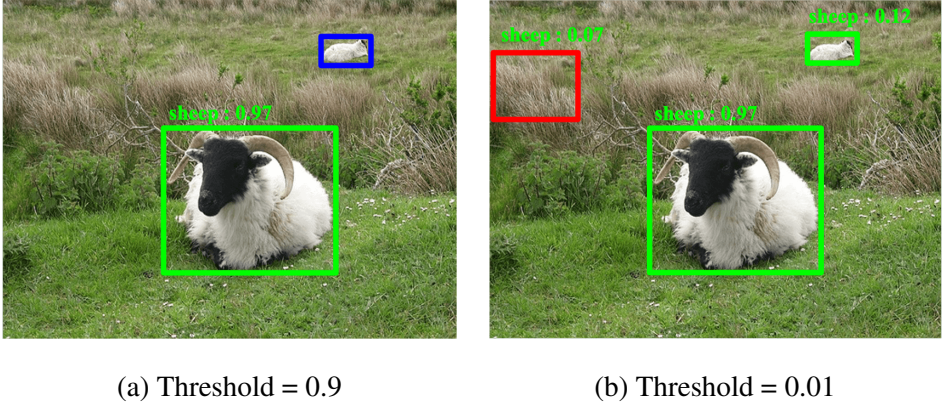 sheep : 0.97
sheep : 0.12
sheep : 0.07
sheep : 0.97
(a) Threshold = 0.9
(b) Threshold = 0.01